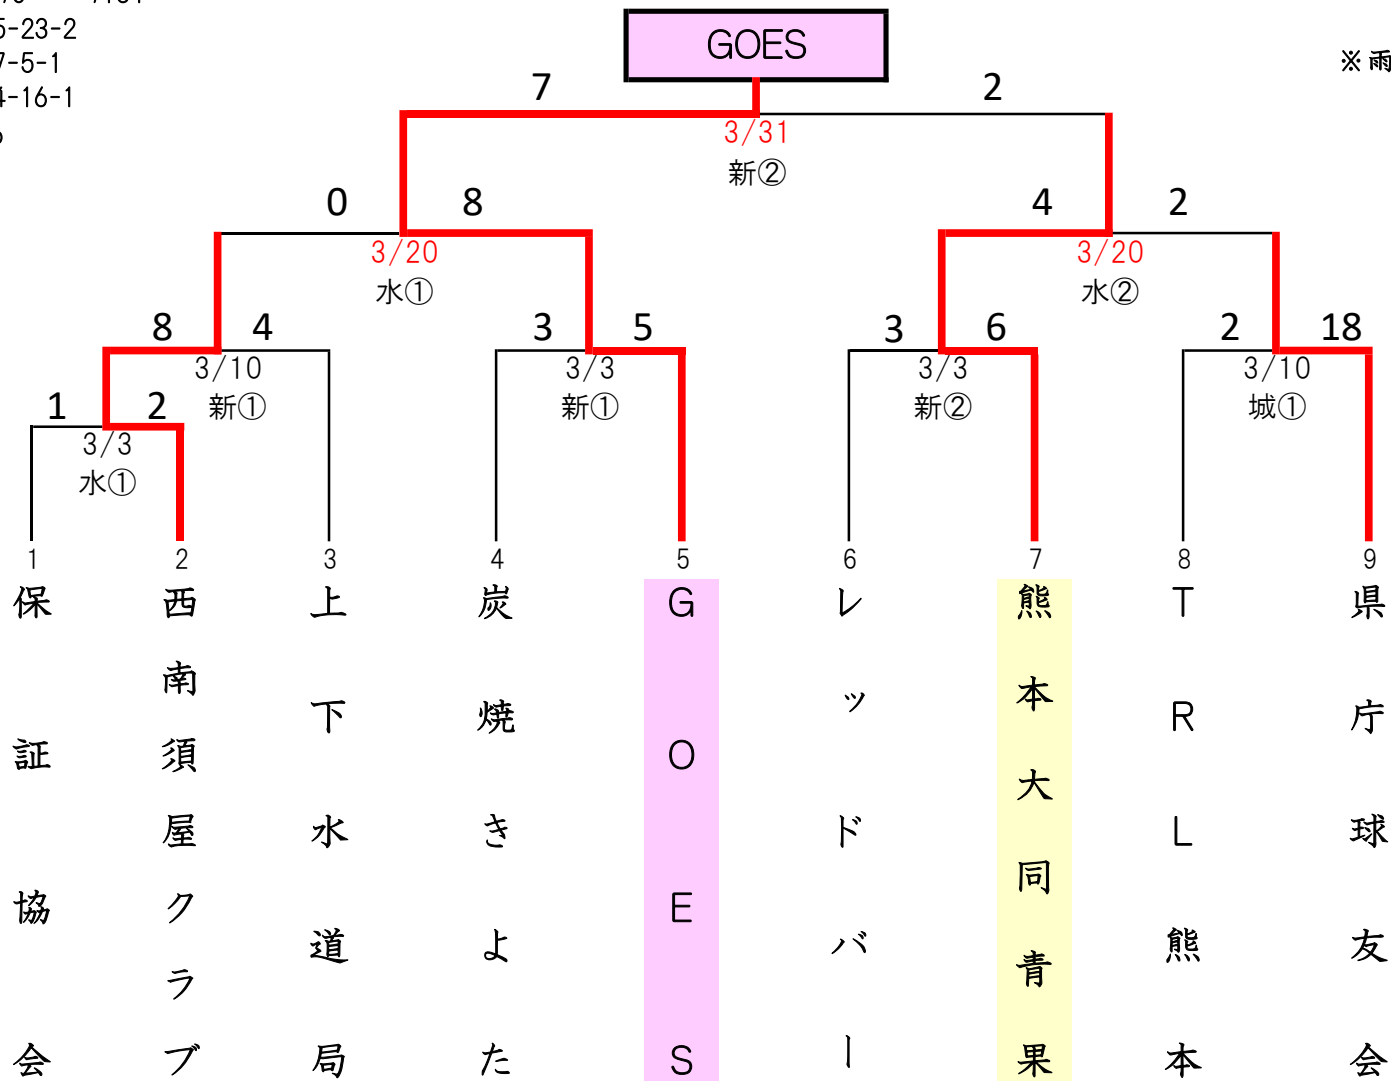 5-23-2
7-5-1
4-16-1
GOES
※雨
7
2
3/31
新②
0
8
4
2
3/20
水①
3/20
水②
8
4
3
5
3
6
2
18
3/10
新①
3/3
新①
3/3
新②
3/10
城①
1
2
3/3
水①
1
2
3
4
5
6
7
8
9
保証協会
西南須屋クラブ
上下水道局
炭焼きよた
GOES
レッドバー
熊本大同青果
TRL熊本
県庁球友会